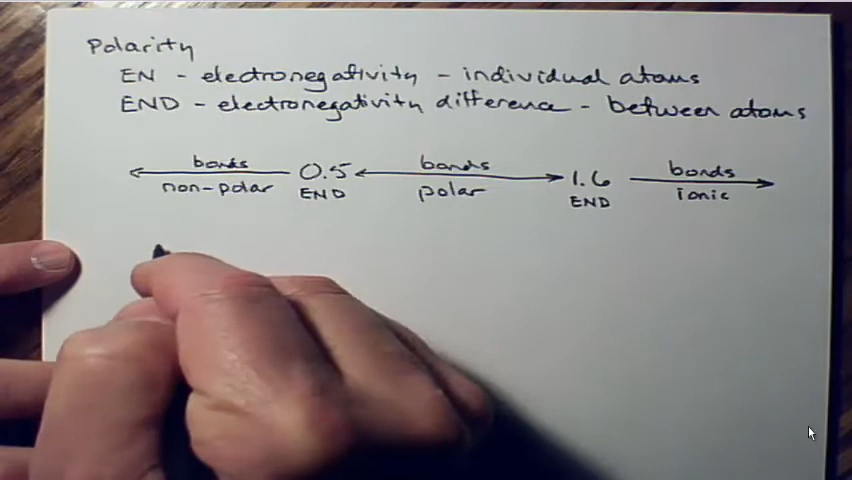 Polarity
EN - electronegativity - individual atoms
END - electronegativity difference - between atoms
bonds 0.5 bonds 1.6 bonds
non-polar END polar END ionic